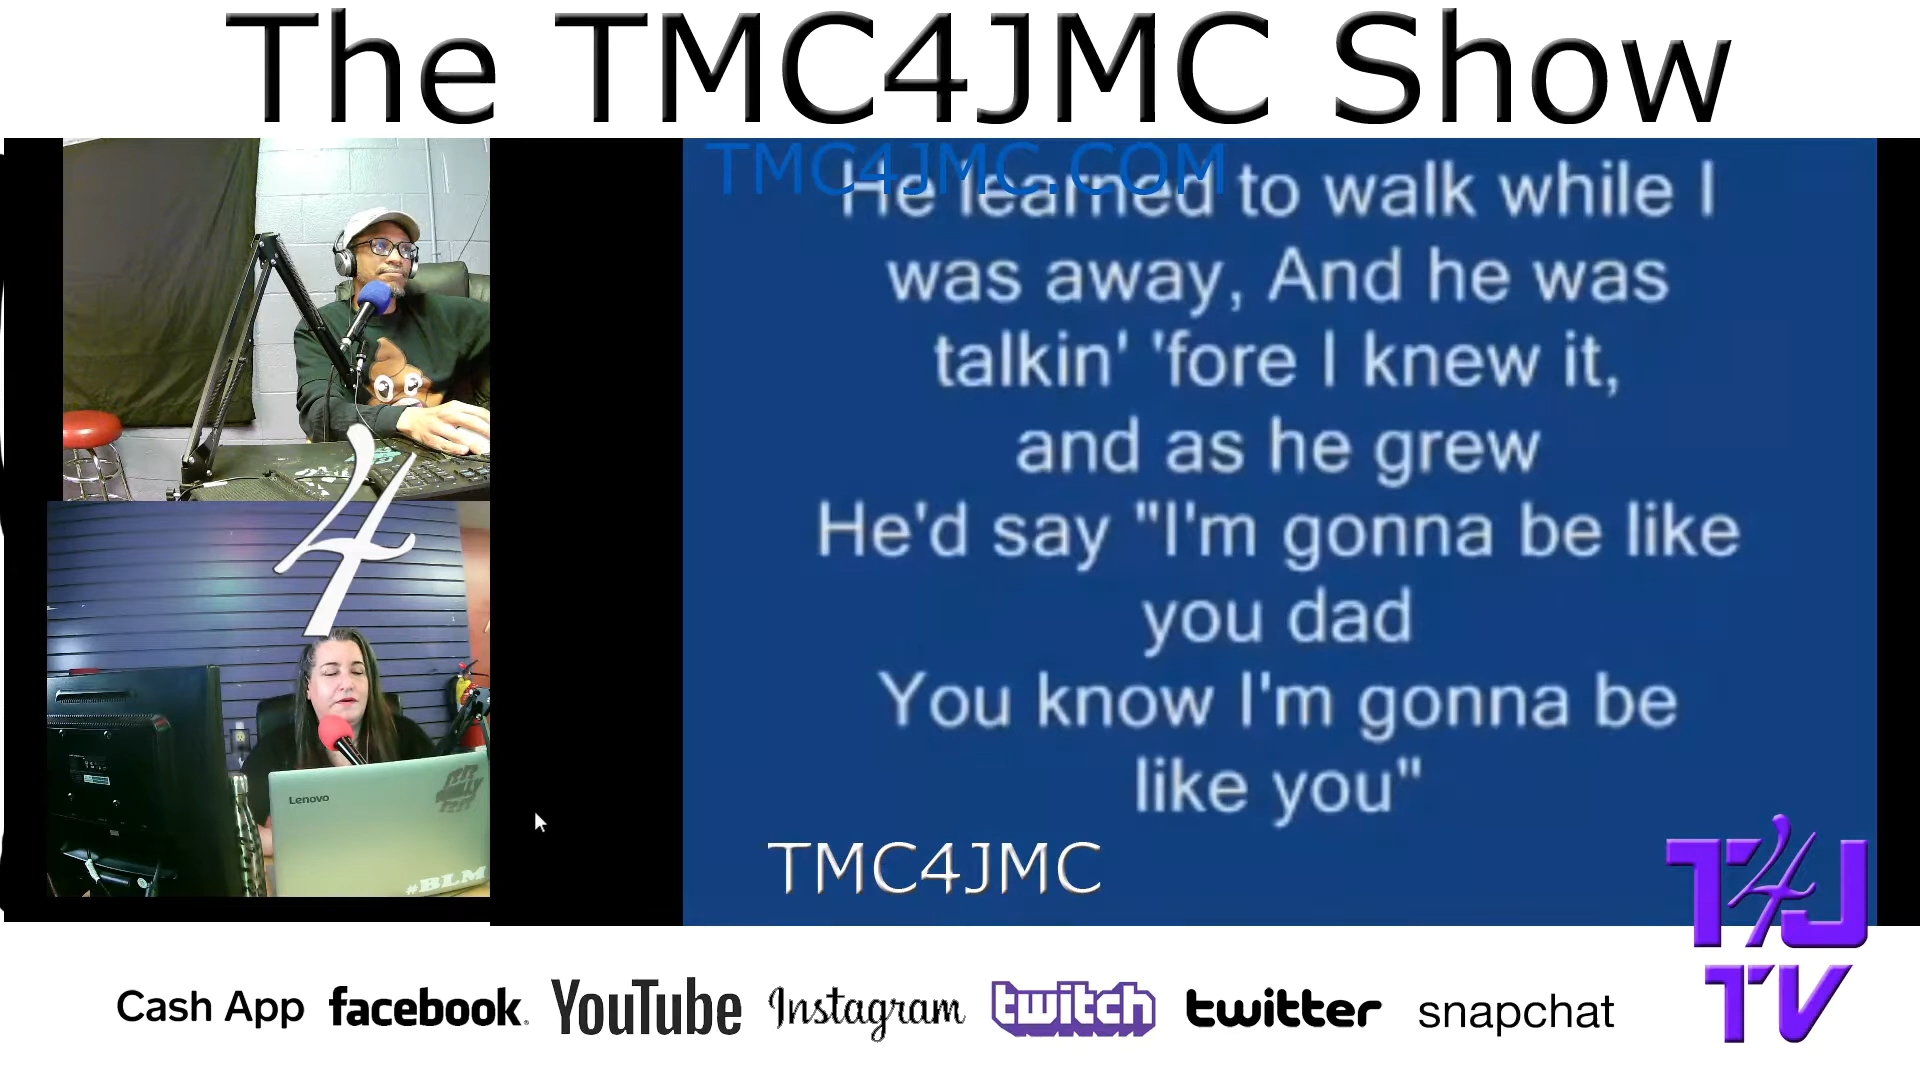 The TMC4JMC Show
TMC4JMC.COM
He learned to walk while I
was away, And he was
talkin' 'fore I knew it,
and as he grew
He'd say "I'm gonna be like
you dad
You know I'm gonna be
like you"
4
Lenovo
#BLM
TMC4JMC
T4J
TV
Cash App facebook. YouTube Instagram twitch twitter snapchat